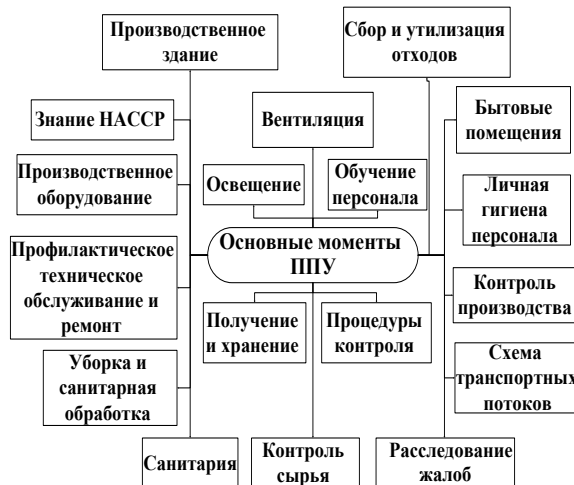 Производственное
здание
Сбор и утилизация
отходов
Знание НАССР
Вентиляция
Бытовые
помещения
Производственное
оборудование
Освещение
Обучение
персонала
Личная
гигиена
персонала
Основные моменты
ППУ
Профилактическое
техническое
обслуживание и
ремонт
Получение
и хранение
Процедуры
контроля
Контроль
производства
Уборка и
санитарная
обработка
Схема
транспортных
потоков
Санитария
Контроль
сырья
Расследование
жалоб